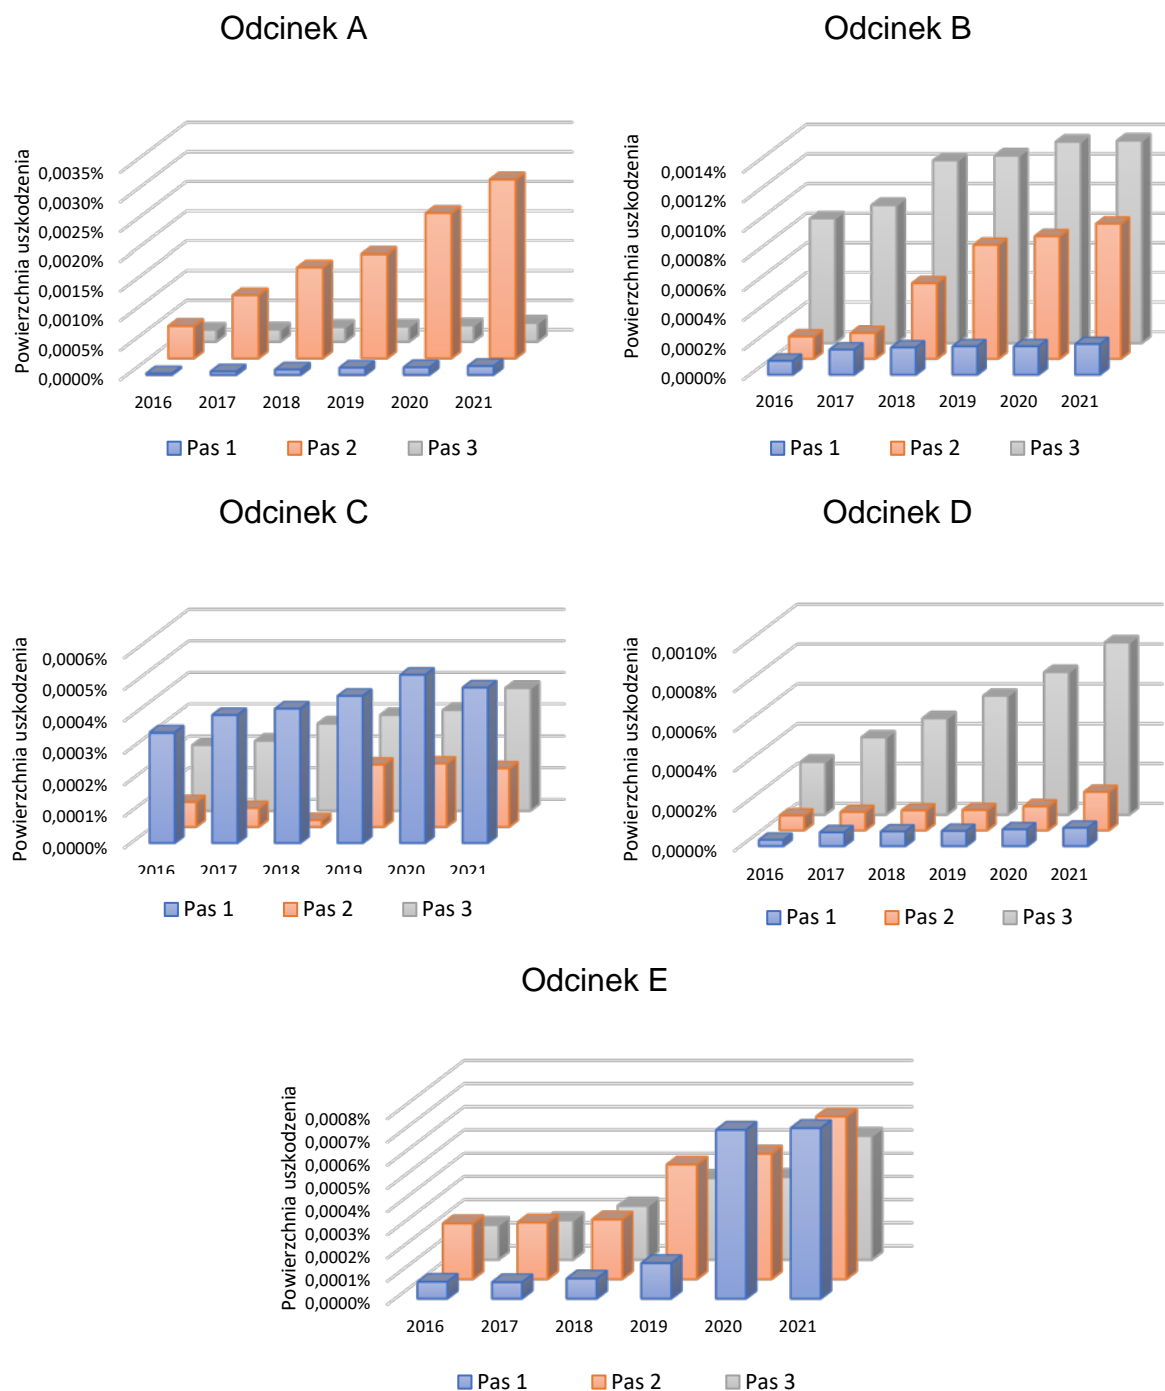 Odcinek A
Powierzchnia uszkodzenia
0,0035%
0,0030%
0,0025%
0,0020%
0,0015%
0,0010%
0,0005%
0,0000%
2016 2017 2018 2019 2020 2021
Pas 1 Pas 2 Pas 3
Odcinek B
Powierzchnia uszkodzenia
0,0014%
0,0012%
0,0010%
0,0008%
0,0006%
0,0004%
0,0002%
0,0000%
2016 2017 2018 2019 2020 2021
Pas 1 Pas 2 Pas 3
Odcinek C
Powierzchnia uszkodzenia
0,0006%
0,0005%
0,0004%
0,0003%
0,0002%
0,0001%
0,0000%
2016 2017 2018 2019 2020 2021
Pas 1 Pas 2 Pas 3
Odcinek D
Powierzchnia uszkodzenia
0,0010%
0,0008%
0,0006%
0,0004%
0,0002%
0,0000%
2016 2017 2018 2019 2020 2021
Pas 1 Pas 2 Pas 3
Odcinek E
Powierzchnia uszkodzenia
0,0008%
0,0007%
0,0006%
0,0005%
0,0004%
0,0003%
0,0002%
0,0001%
0,0000%
2016 2017 2018 2019 2020 2021
Pas 1 Pas 2 Pas 3